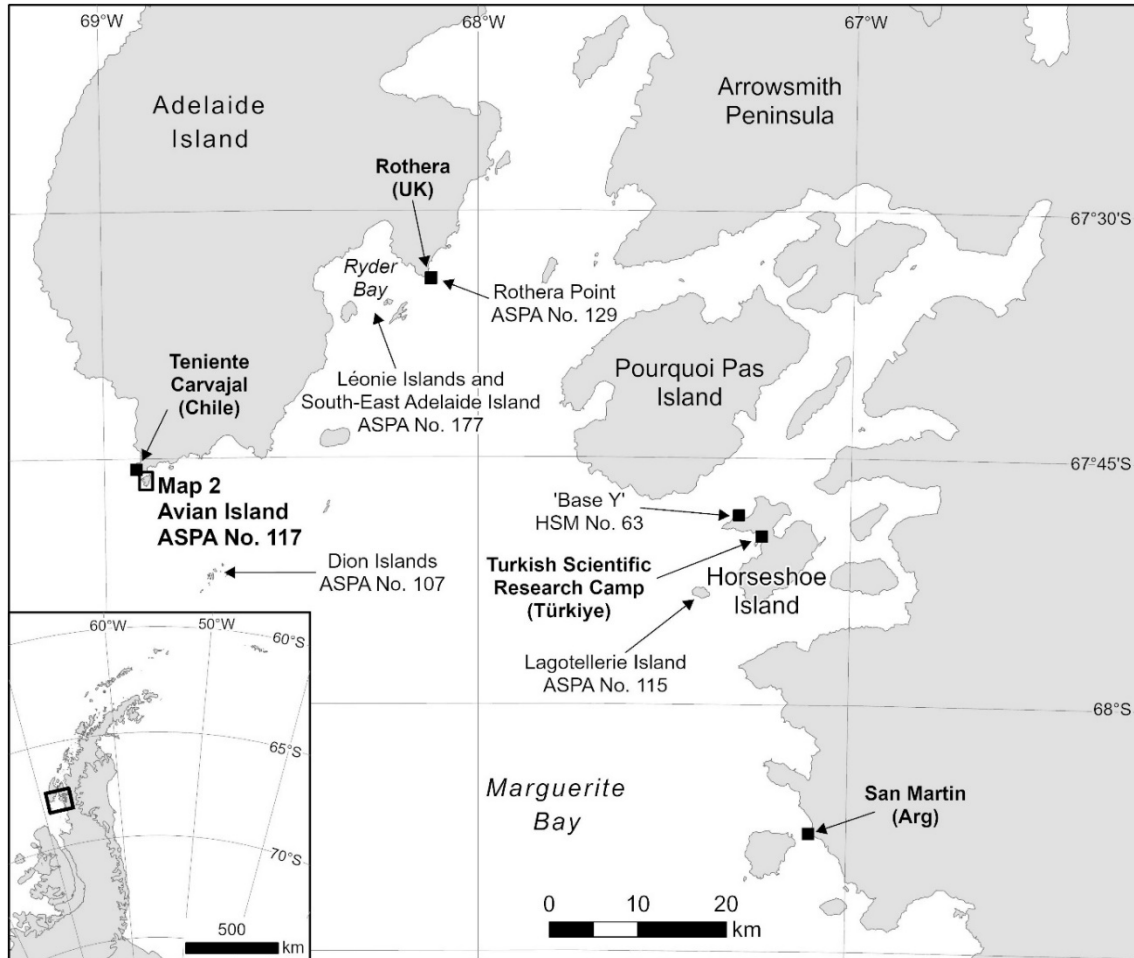 69°W
68°W
67°W
Adelaide
Island
Arrowsmith
Peninsula
Rothera
(UK)
67°30'S
Ryder
Bay
Rothera Point
ASPA No. 129
Teniente
Carvajal
(Chile)
Léonie Islands and
South-East Adelaide Island
ASPA No. 177
Pourquoi Pas
Island
67°45'S
Map 2
Avian Island
ASPA No. 117
'Base Y'
HSM No. 63
Dion Islands
ASPA No. 107
Turkish Scientific
Research Camp
(Türkiye)
Horseshoe
Island
Lagotellerie Island
ASPA No. 115
68°S
Marguerite
Bay
San Martin
(Arg)
0 10 20
km
60°W
50°W
60°S
65°S
70°S
500
km